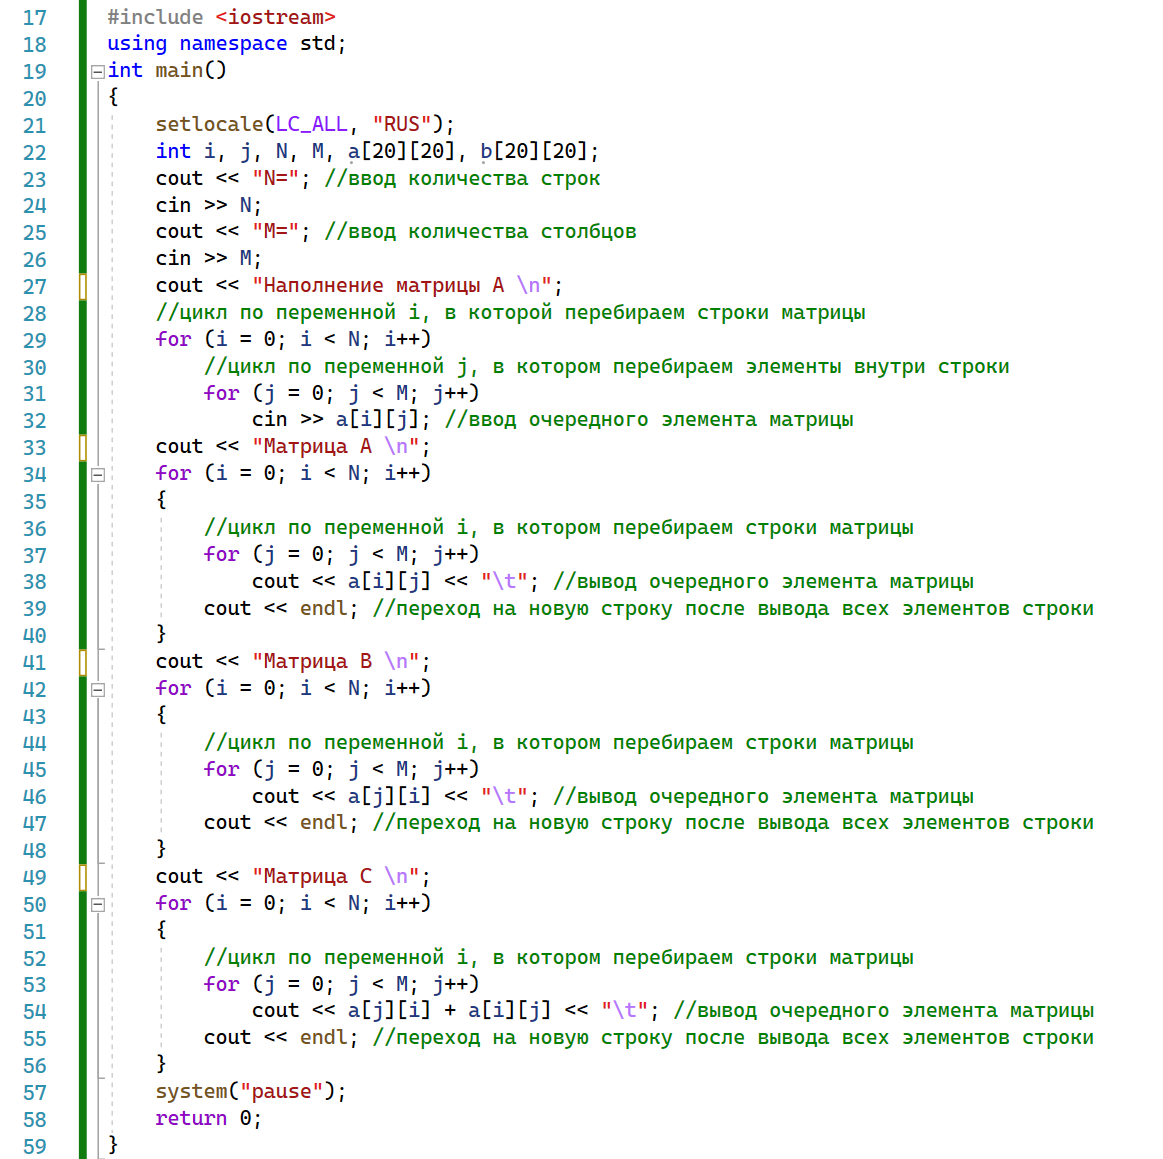 17 #include <iostream>
18 using namespace std;
19 int main()
20 {
21     setlocale(LC_ALL, "RUS");
22     int i, j, N, M, a[20][20], b[20][20];
23     cout << "N="; //ввод количества строк
24     cin >> N;
25     cout << "M="; //ввод количества столбцов
26     cin >> M;
27     cout << "Наполнение матрицы А \n";
28     //цикл по переменной i, в которой перебираем строки матрицы
29     for (i = 0; i < N; i++)
30         //цикл по переменной j, в котором перебираем элементы внутри строки
31         for (j = 0; j < M; j++)
32             cin >> a[i][j]; //ввод очередного элемента матрицы
33     cout << "Матрица А \n";
34     for (i = 0; i < N; i++)
35     {
36         //цикл по переменной i, в котором перебираем строки матрицы
37         for (j = 0; j < M; j++)
38             cout << a[i][j] << "\t"; //вывод очередного элемента матрицы
39         cout << endl; //переход на новую строку после вывода всех элементов строки
40     }
41     cout << "Матрица В \n";
42     for (i = 0; i < N; i++)
43     {
44         //цикл по переменной i, в котором перебираем строки матрицы
45         for (j = 0; j < M; j++)
46             cout << a[j][i] << "\t"; //вывод очередного элемента матрицы
47         cout << endl; //переход на новую строку после вывода всех элементов строки
48     }
49     cout << "Матрица С \n";
50     for (i = 0; i < N; i++)
51     {
52         //цикл по переменной i, в котором перебираем строки матрицы
53         for (j = 0; j < M; j++)
54             cout << a[j][i] + a[i][j] << "\t"; //вывод очередного элемента матрицы
55         cout << endl; //переход на новую строку после вывода всех элементов строки
56     }
57     system("pause");
58     return 0;
59 }